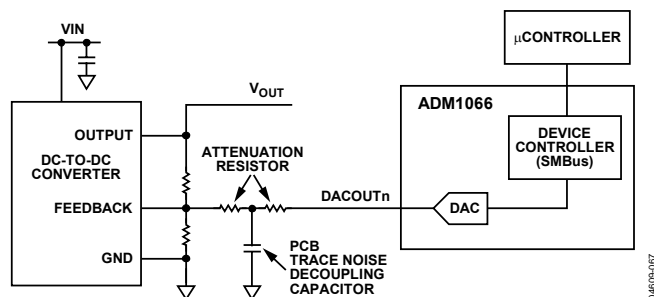 VIN
μCONTROLLER
VOUT
ADM1066
OUTPUT
DC-TO-DC
CONVERTER
ATTENUATION
RESISTOR
DEVICE
CONTROLLER
(SMBus)
FEEDBACK
DACOUTn
DAC
GND
PCB
TRACE NOISE
DECOUPLING
CAPACITOR
04609-067